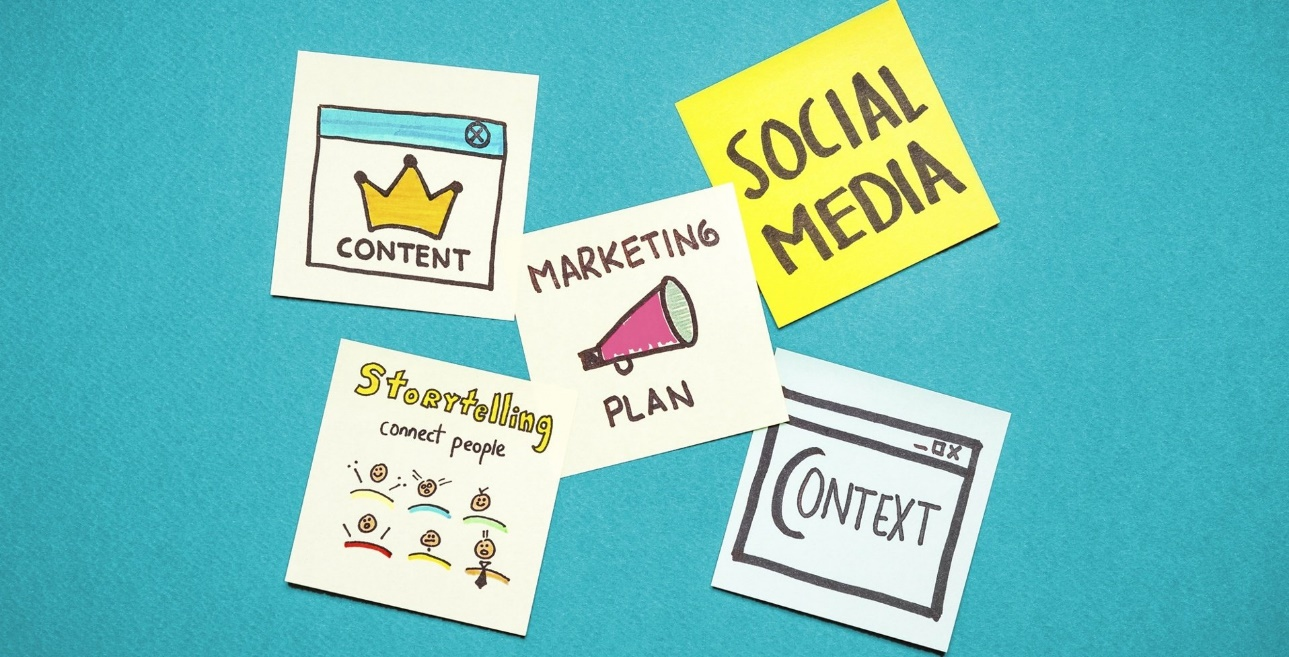 CONTENT
SOCIAL
MEDIA
MARKETING
PLAN
Storytelling
connect people
CONTEXT